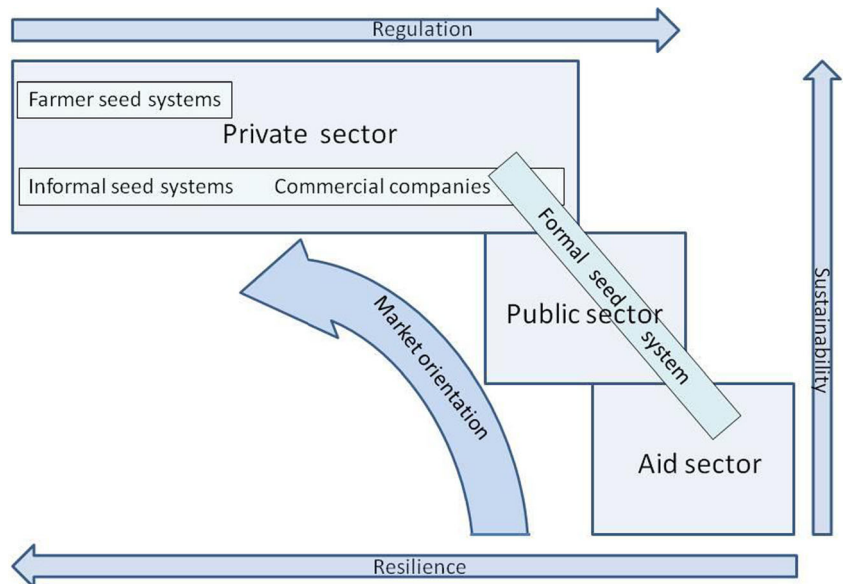 Regulation
Farmer seed systems
Private sector
Informal seed systems Commercial companies
Formal seed system
Public sector
Market orientation
Sustainability
Aid sector
Resilience